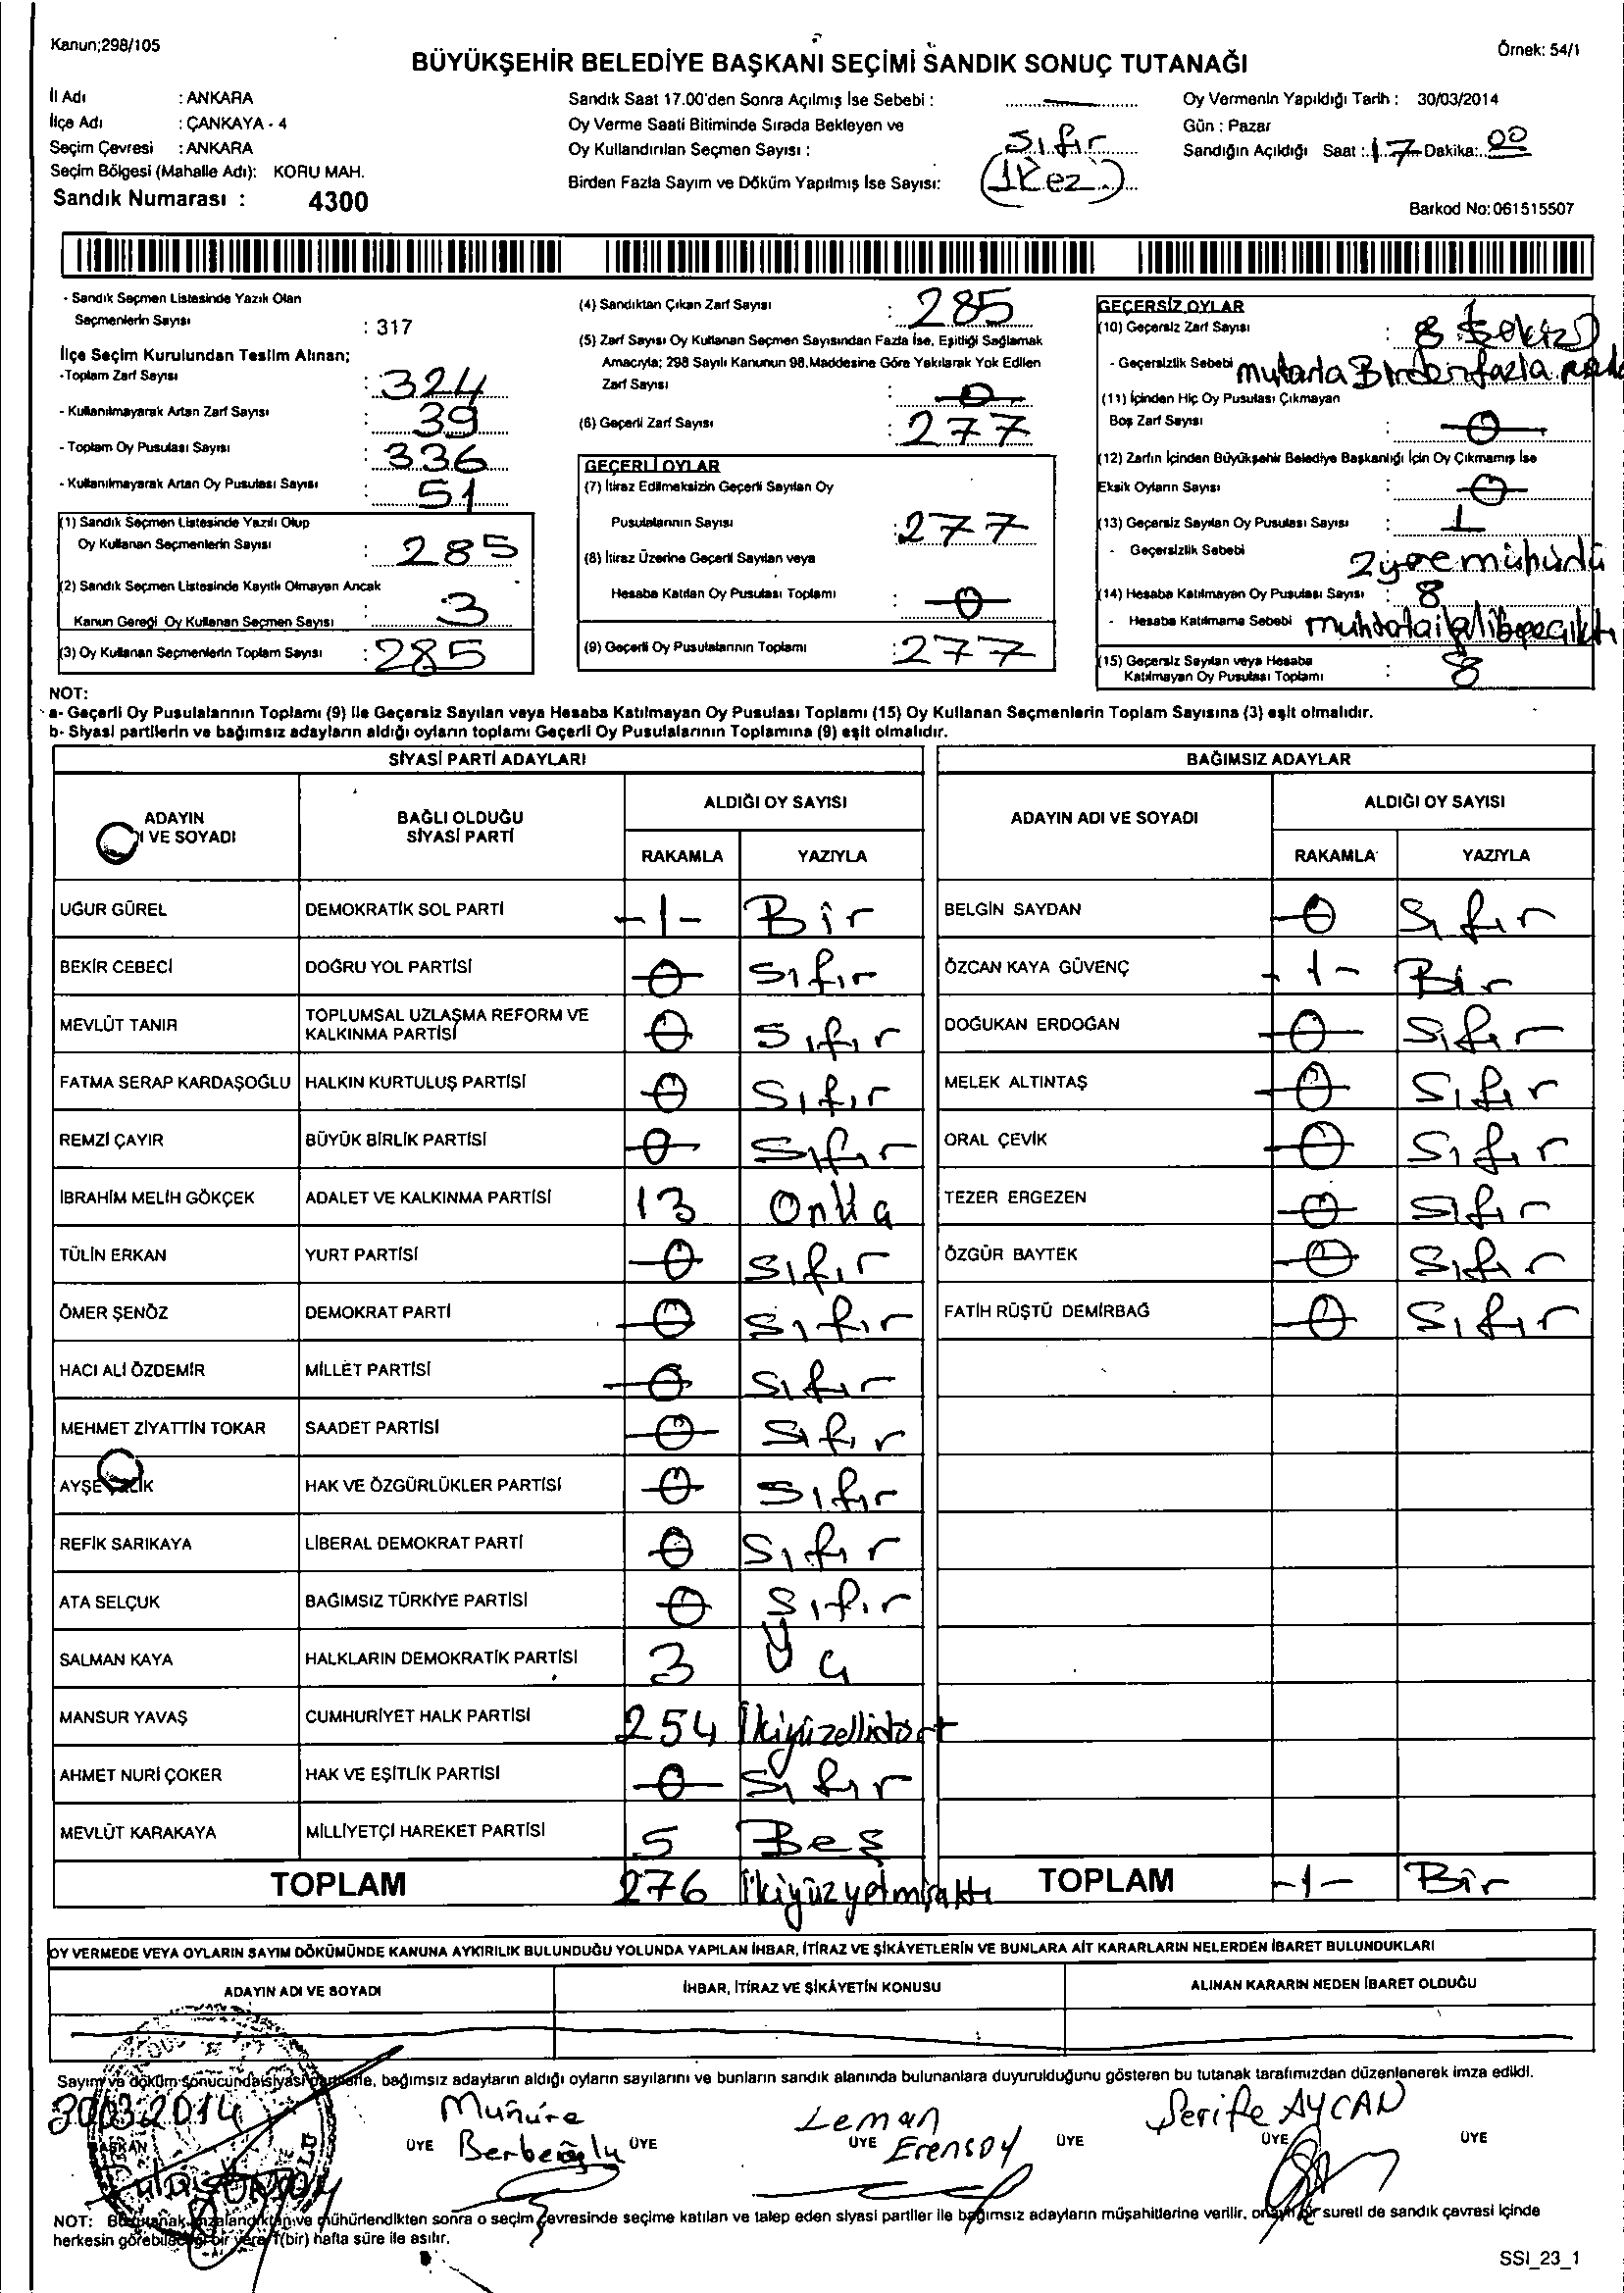 Kanun;298/105
Örnek: 54/1
BÜYÜKŞEHİR BELEDİYE BAŞKANI SEÇİMİ SANDIK SONUÇ TUTANAĞI
İl Adı : ANKARA
İlçe Adı : ÇANKAYA - 4
Seçim Çevresi : ANKARA
Seçim Bölgesi (Mahalle Adı): KORU MAH.
Sandık Numarası : 4300
Sandık Saat 17.00'den Sonra Açılmış İse Sebebi :
Oy Verme Saati Bitiminde Sırada Bekleyen ve
Oy Kullandırılan Seçmen Sayısı : Sıfır
Birden Fazla Sayım ve Döküm Yapılmış İse Sayısı: (1 Kez)
Oy Vermenin Yapıldığı Tarih : 30/03/2014
Gün : Pazar
Sandığın Açıldığı Saat : 17 Dakika: 00
Barkod No: 061515507
- Sandık Seçmen Listesinde Yazılı Olan
Seçmenlerin Sayısı : 317
İlçe Seçim Kurulundan Teslim Alınan;
-Toplam Zarf Sayısı : 324
- Kullanılmayarak Artan Zarf Sayısı : 39
- Toplam Oy Pusulası Sayısı : 336
- Kullanılmayarak Artan Oy Pusulası Sayısı : 51
(1) Sandık Seçmen Listesinde Yazılı Olup
Oy Kullanan Seçmenlerin Sayısı : 285
(2) Sandık Seçmen Listesinde Kayıtlı Olmayan Ancak
Kanun Gereği Oy Kullanan Seçmen Sayısı : 3
(3) Oy Kullanan Seçmenlerin Toplam Sayısı : 285
(4) Sandıktan Çıkan Zarf Sayısı : 285
(5) Zarf Sayısı Oy Kullanan Seçmen Sayısından Fazla İse, Eşitliği Sağlamak
Amacıyla; 298 Sayılı Kanunun 98.Maddesine Göre Yakılarak Yok Edilen
Zarf Sayısı : 0
(6) Geçerli Zarf Sayısı : 277
GEÇERLİ OYLAR
(7) İtiraz Edilmeksizin Geçerli Sayılan Oy
Pusulalarının Sayısı : 277
(8) İtiraz Üzerine Geçerli Sayılan veya
Hesaba Katılan Oy Pusulası Toplamı : 0
(9) Geçerli Oy Pusulalarının Toplamı : 277
GEÇERSİZ OYLAR
(10) Geçersiz Zarf Sayısı : 8 Sekiz
- Geçersizlik Sebebi Birden fazla
(11) İçinden Hiç Oy Pusulası Çıkmayan
Boş Zarf Sayısı : 0
(12) Zarfın İçinden Büyükşehir Belediye Başkanlığı İçin Oy Çıkmamış İse
Eksik Oyların Sayısı : 0
(13) Geçersiz Sayılan Oy Pusulası Sayısı : 1
- Geçersizlik Sebebi 2 yere mühürlü
(14) Hesaba Katılmayan Oy Pusulası Sayısı : 8
- Hesaba Katılmama Sebebi
(15) Geçersiz Sayılan veya Hesaba
Katılmayan Oy Pusulası Toplamı : 8
NOT:
a- Geçerli Oy Pusulalarının Toplamı (9) ile Geçersiz Sayılan veya Hesaba Katılmayan Oy Pusulası Toplamı (15) Oy Kullanan Seçmenlerin Toplam Sayısına (3) eşit olmalıdır.
b- Siyasi partilerin ve bağımsız adayların aldığı oyların toplamı Geçerli Oy Pusulalarının Toplamına (9) eşit olmalıdır.
SİYASİ PARTİ ADAYLARI
ADAYIN
I VE SOYADI
BAĞLI OLDUĞU
SİYASİ PARTİ
ALDIĞI OY SAYISI
RAKAMLA YAZIYLA
UĞUR GÜREL DEMOKRATİK SOL PARTİ -1- Bir
BEKİR CEBECİ DOĞRU YOL PARTİSİ 0 Sıfır
MEVLÜT TANIR TOPLUMSAL UZLAŞMA REFORM VE
KALKINMA PARTİSİ 0 Sıfır
FATMA SERAP KARDAŞOĞLU HALKIN KURTULUŞ PARTİSİ 0 Sıfır
REMZİ ÇAYIR BÜYÜK BİRLİK PARTİSİ 0 Sıfır
İBRAHİM MELİH GÖKÇEK ADALET VE KALKINMA PARTİSİ 13 Onüç
TÜLİN ERKAN YURT PARTİSİ 0 Sıfır
ÖMER ŞENÖZ DEMOKRAT PARTİ 0 Sıfır
HACI ALİ ÖZDEMİR MİLLET PARTİSİ 0 Sıfır
MEHMET ZİYATTİN TOKAR SAADET PARTİSİ 0 Sıfır
AYŞE HAK VE ÖZGÜRLÜKLER PARTİSİ 0 Sıfır
REFİK SARIKAYA LİBERAL DEMOKRAT PARTİ 0 Sıfır
ATA SELÇUK BAĞIMSIZ TÜRKİYE PARTİSİ 0 Sıfır
SALMAN KAYA HALKLARIN DEMOKRATİK PARTİSİ 3 Üç
MANSUR YAVAŞ CUMHURİYET HALK PARTİSİ 254 İkiyüzellidört
AHMET NURİ ÇOKER HAK VE EŞİTLİK PARTİSİ 0 Sıfır
MEVLÜT KARAKAYA MİLLİYETÇİ HAREKET PARTİSİ 5 Beş
TOPLAM 276 İkiyüzyetmişaltı
BAĞIMSIZ ADAYLAR
ADAYIN ADI VE SOYADI
ALDIĞI OY SAYISI
RAKAMLA YAZIYLA
BELGİN SAYDAN 0 Sıfır
ÖZCAN KAYA GÜVENÇ -1- Bir
DOĞUKAN ERDOĞAN 0 Sıfır
MELEK ALTINTAŞ 0 Sıfır
ORAL ÇEVİK 0 Sıfır
TEZER ERGEZEN 0 Sıfır
ÖZGÜR BAYTEK 0 Sıfır
FATİH RÜŞTÜ DEMİRBAĞ 0 Sıfır
TOPLAM -1- Bir
OY VERMEDE VEYA OYLARIN SAYIM DÖKÜMÜNDE KANUNA AYKIRILIK BULUNDUĞU YOLUNDA YAPILAN İHBAR, İTİRAZ VE ŞİKÂYETLERİN VE BUNLARA AİT KARARLARIN NELERDEN İBARET BULUNDUKLARI
ADAYIN ADI VE SOYADI İHBAR, İTİRAZ VE ŞİKÂYETİN KONUSU ALINAN KARARIN NEDEN İBARET OLDUĞU
Sayım ve döküm sonucunda siyasi partilerle, bağımsız adayların aldığı oyların sayılarını ve bunların sandık alanında bulunanlara duyurulduğunu gösteren bu tutanak tarafımızdan düzenlenerek imza edildi.
30.03.2014 Münire Leman Şerife AYCAN
BAŞKAN ÜYE Berberoğlu ÜYE ÜYE Erensoy ÜYE ÜYE ÜYE
NOT: Bu tutanak imzalandıktan ve mühürlendikten sonra o seçim çevresinde seçime katılan ve talep eden siyasi partiler ile bağımsız adayların müşahitlerine verilir, onaylı bir sureti de sandık çevresi içinde
herkesin görebileceği bir yere 1(bir) hafta süre ile asılır.
SSI_23_1